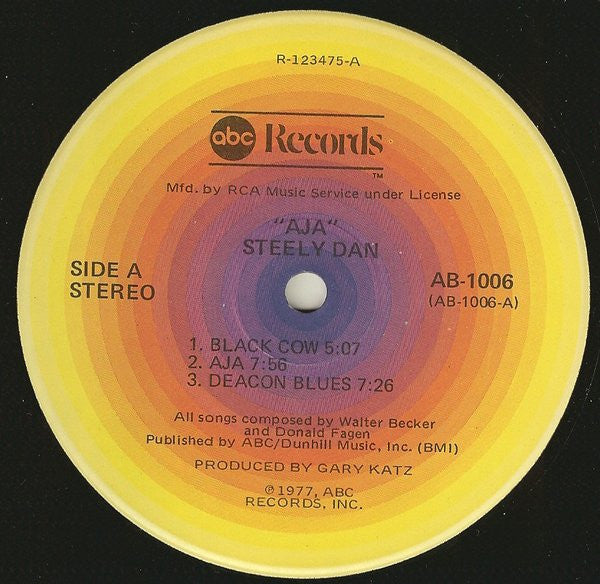 R-123475-A
abc Records
TM
Mfd. by RCA Music Service under License
"AJA"
STEELY DAN
SIDE A
STEREO
AB-1006
(AB-1006-A)
1. BLACK COW 5:07
2. AJA 7:56
3. DEACON BLUES 7:26
All songs composed by Walter Becker
and Donald Fagen
Published by ABC/Dunhill Music, Inc. (BMI)
PRODUCED BY GARY KATZ
℗ 1977, ABC
RECORDS, INC.